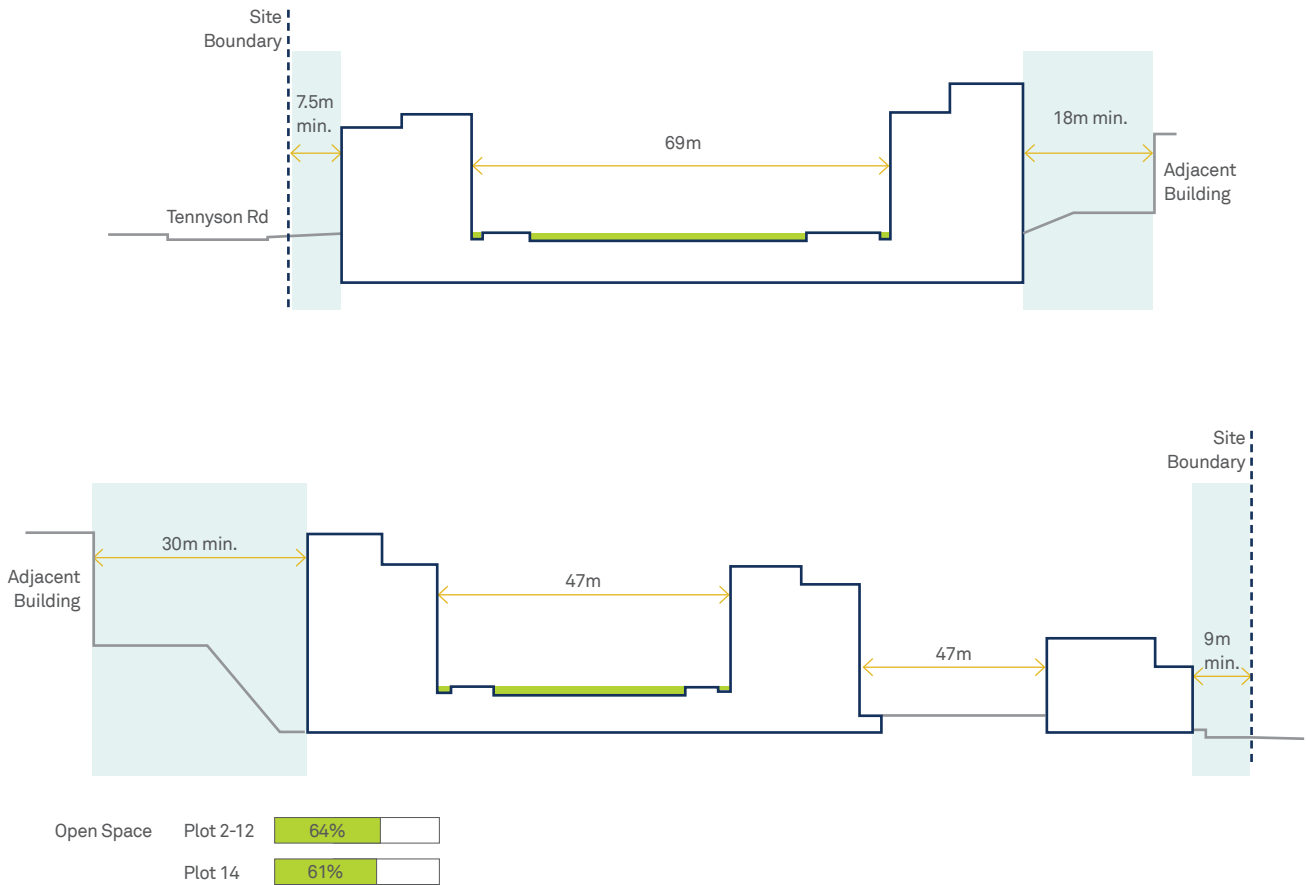 Site
Boundary
7.5m
min.
69m
18m min.
Adjacent
Building
Tennyson Rd
Site
Boundary
30m min.
Adjacent
Building
47m
47m
9m
min.
Open Space
Plot 2-12
64%
Plot 14
61%